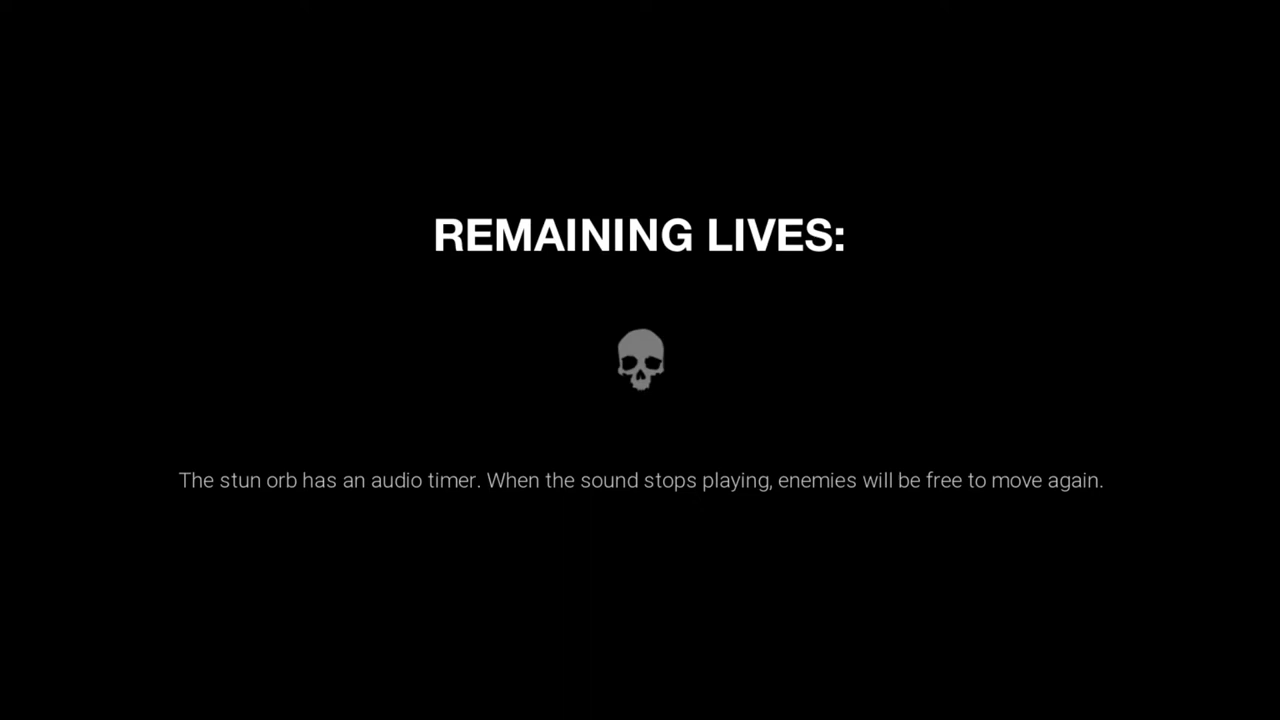 REMAINING LIVES:
The stun orb has an audio timer. When the sound stops playing, enemies will be free to move again.